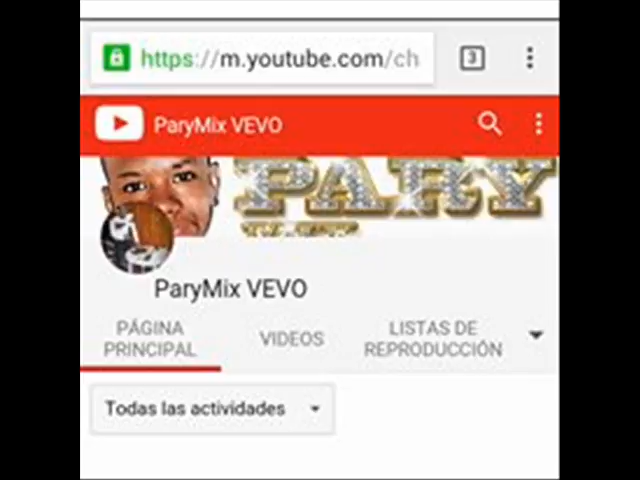 https://m.youtube.com/ch
3
ParyMix VEVO
PARY
ParyMix VEVO
PÁGINA
PRINCIPAL
VIDEOS
LISTAS DE
REPRODUCCIÓN
Todas las actividades